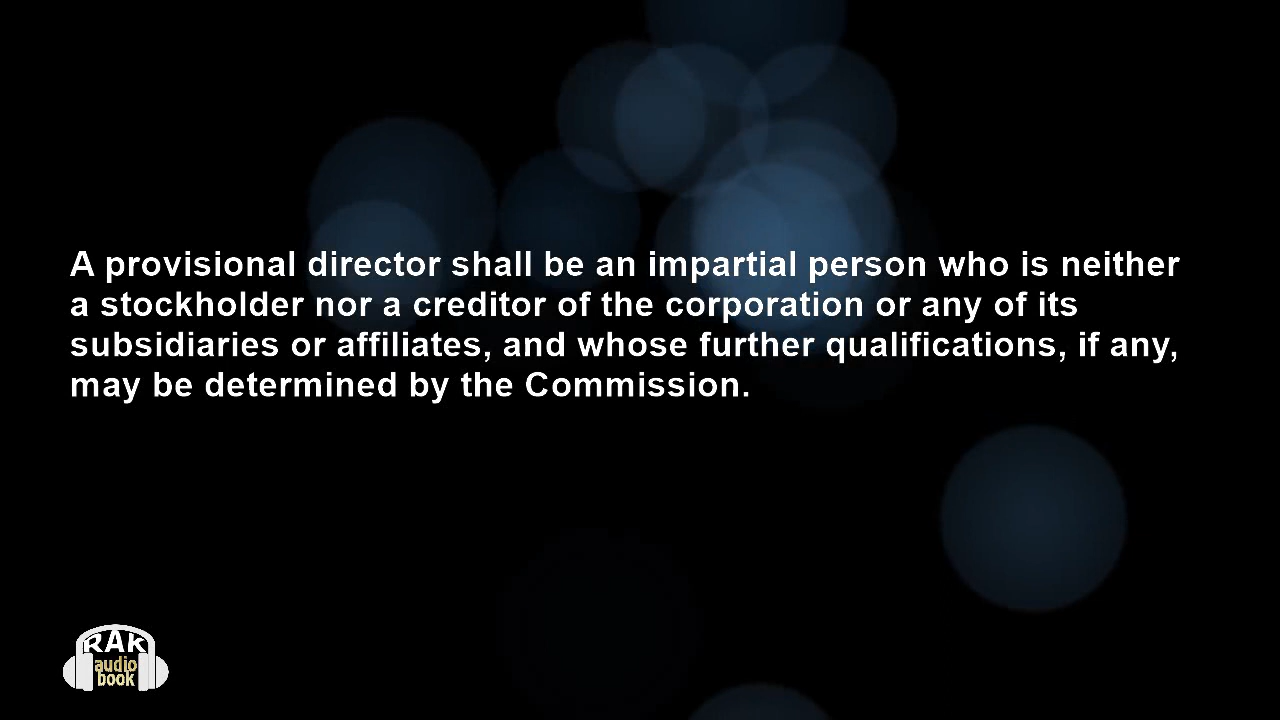 A provisional director shall be an impartial person who is neither
a stockholder nor a creditor of the corporation or any of its
subsidiaries or affiliates, and whose further qualifications, if any,
may be determined by the Commission.
RAK
audio
book